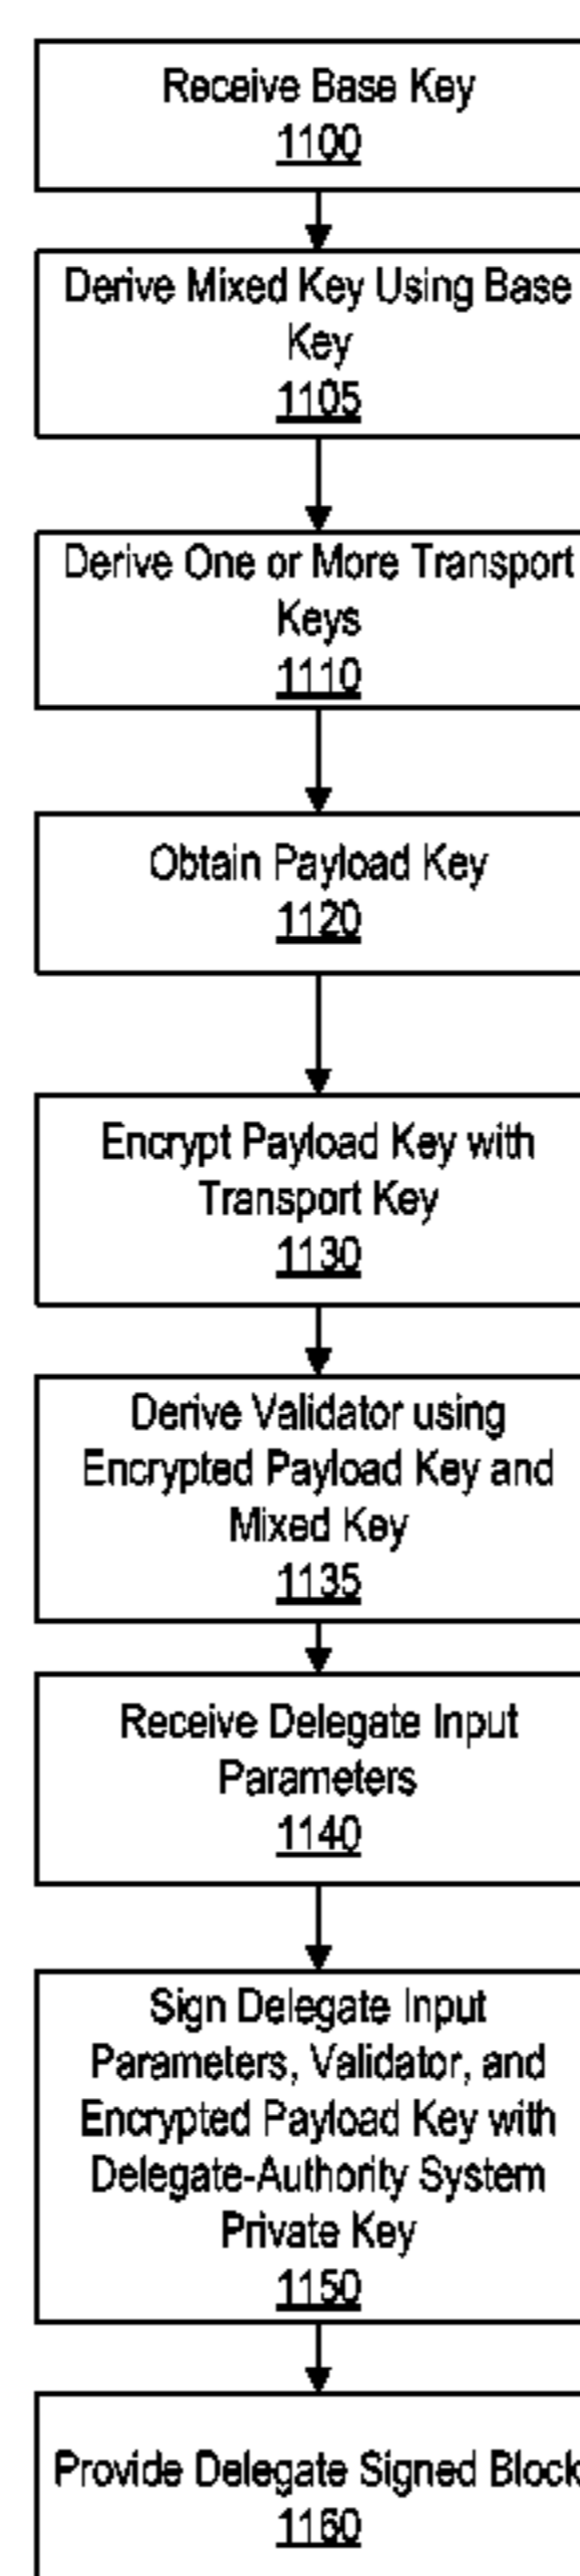 Receive Base Key
1100
Derive Mixed Key Using Base
Key
1105
Derive One or More Transport
Keys
1110
Obtain Payload Key
1120
Encrypt Payload Key with
Transport Key
1130
Derive Validator using
Encrypted Payload Key and
Mixed Key
1135
Receive Delegate Input
Parameters
1140
Sign Delegate Input
Parameters, Validator, and
Encrypted Payload Key with
Delegate-Authority System
Private Key
1150
Provide Delegate Signed Block
1160